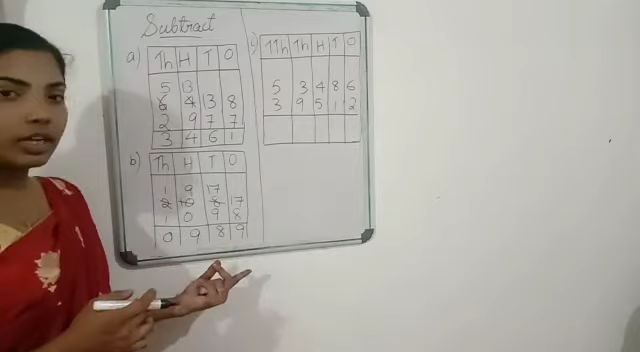 Subtract
a) Th H T O
5 13
6 4 13 8
2 9 7 7
3 4 6 1
b) Th H T O
1 9 17
2 10 8 17
1 0 9 8
0 9 8 9
c) TTh Th H T O
5 3 4 8 6
3 9 5 1 2